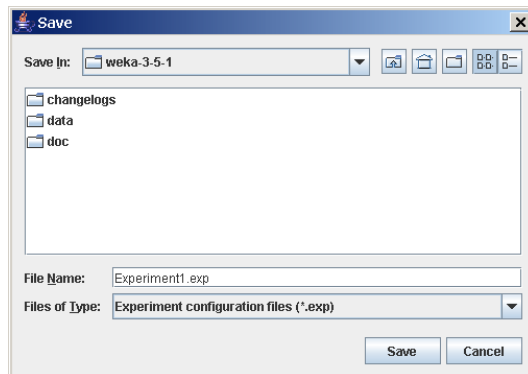 Save
Save In: weka-3-5-1
changelogs
data
doc
File Name: Experiment1.exp
Files of Type: Experiment configuration files (*.exp)
Save Cancel